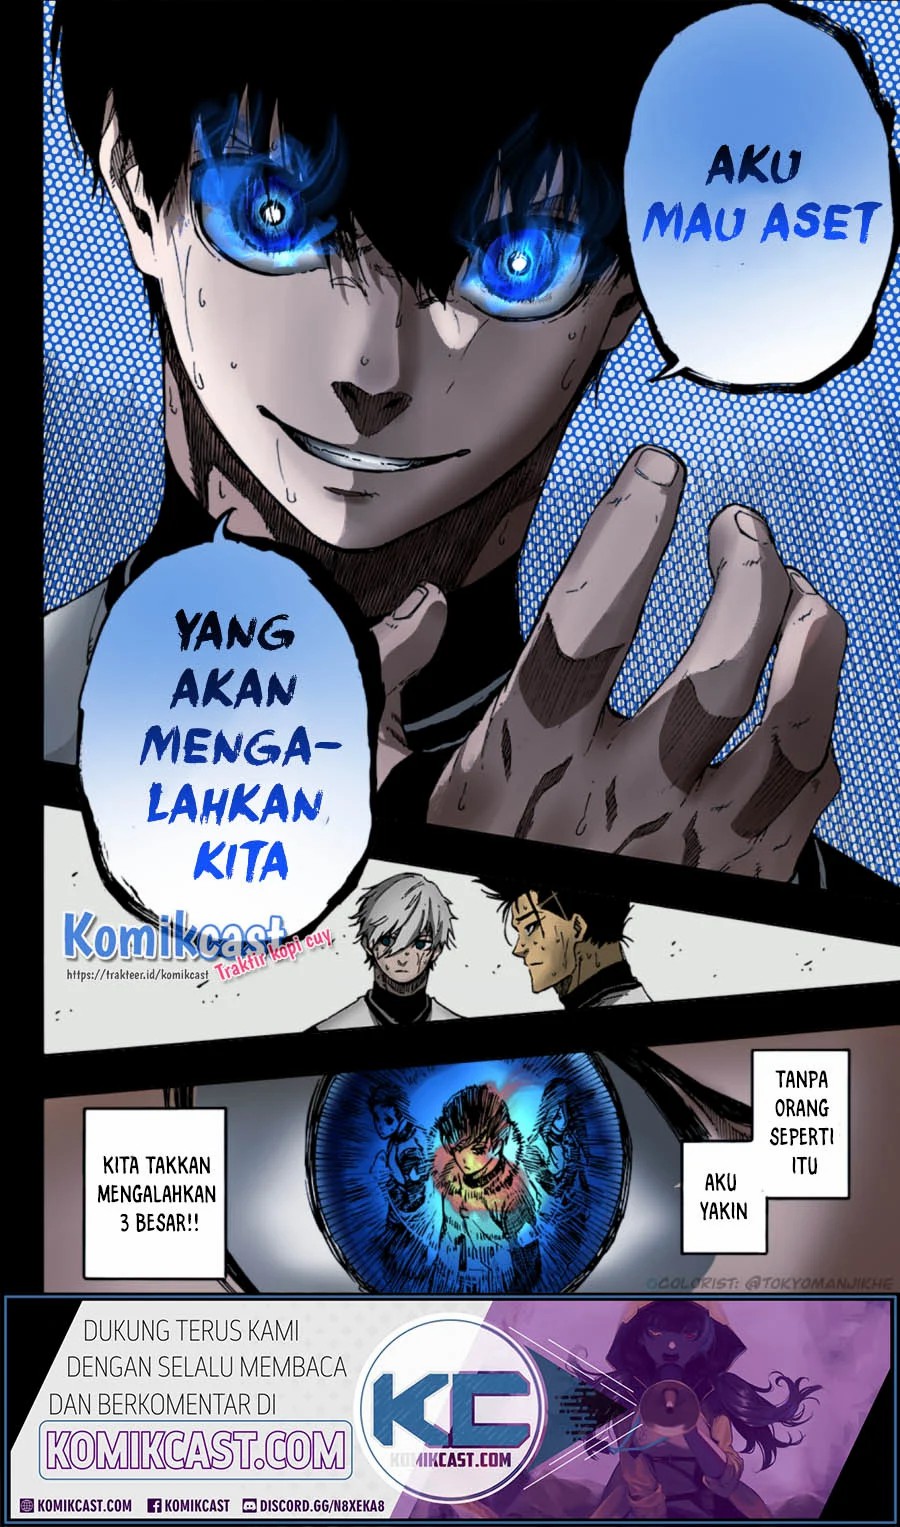 AKU
MAU ASET
YANG
AKAN
MENGA-
LAHKAN
KITA
Komikcast
https://trakteer.id/komikcast
Traktir kopi cuy
TANPA
ORANG
SEPERTI
ITU
AKU
YAKIN
KITA TAKKAN
MENGALAHKAN
3 BESAR!!
©COLORIST: @TOKYOMANJIKHE
DUKUNG TERUS KAMI
DENGAN SELALU MEMBACA
DAN BERKOMENTAR DI
KOMIKCAST.COM
KC
KOMIKCAST.COM
KOMIKCAST.COM
KOMIKCAST
DISCORD.GG/N8XEKA8